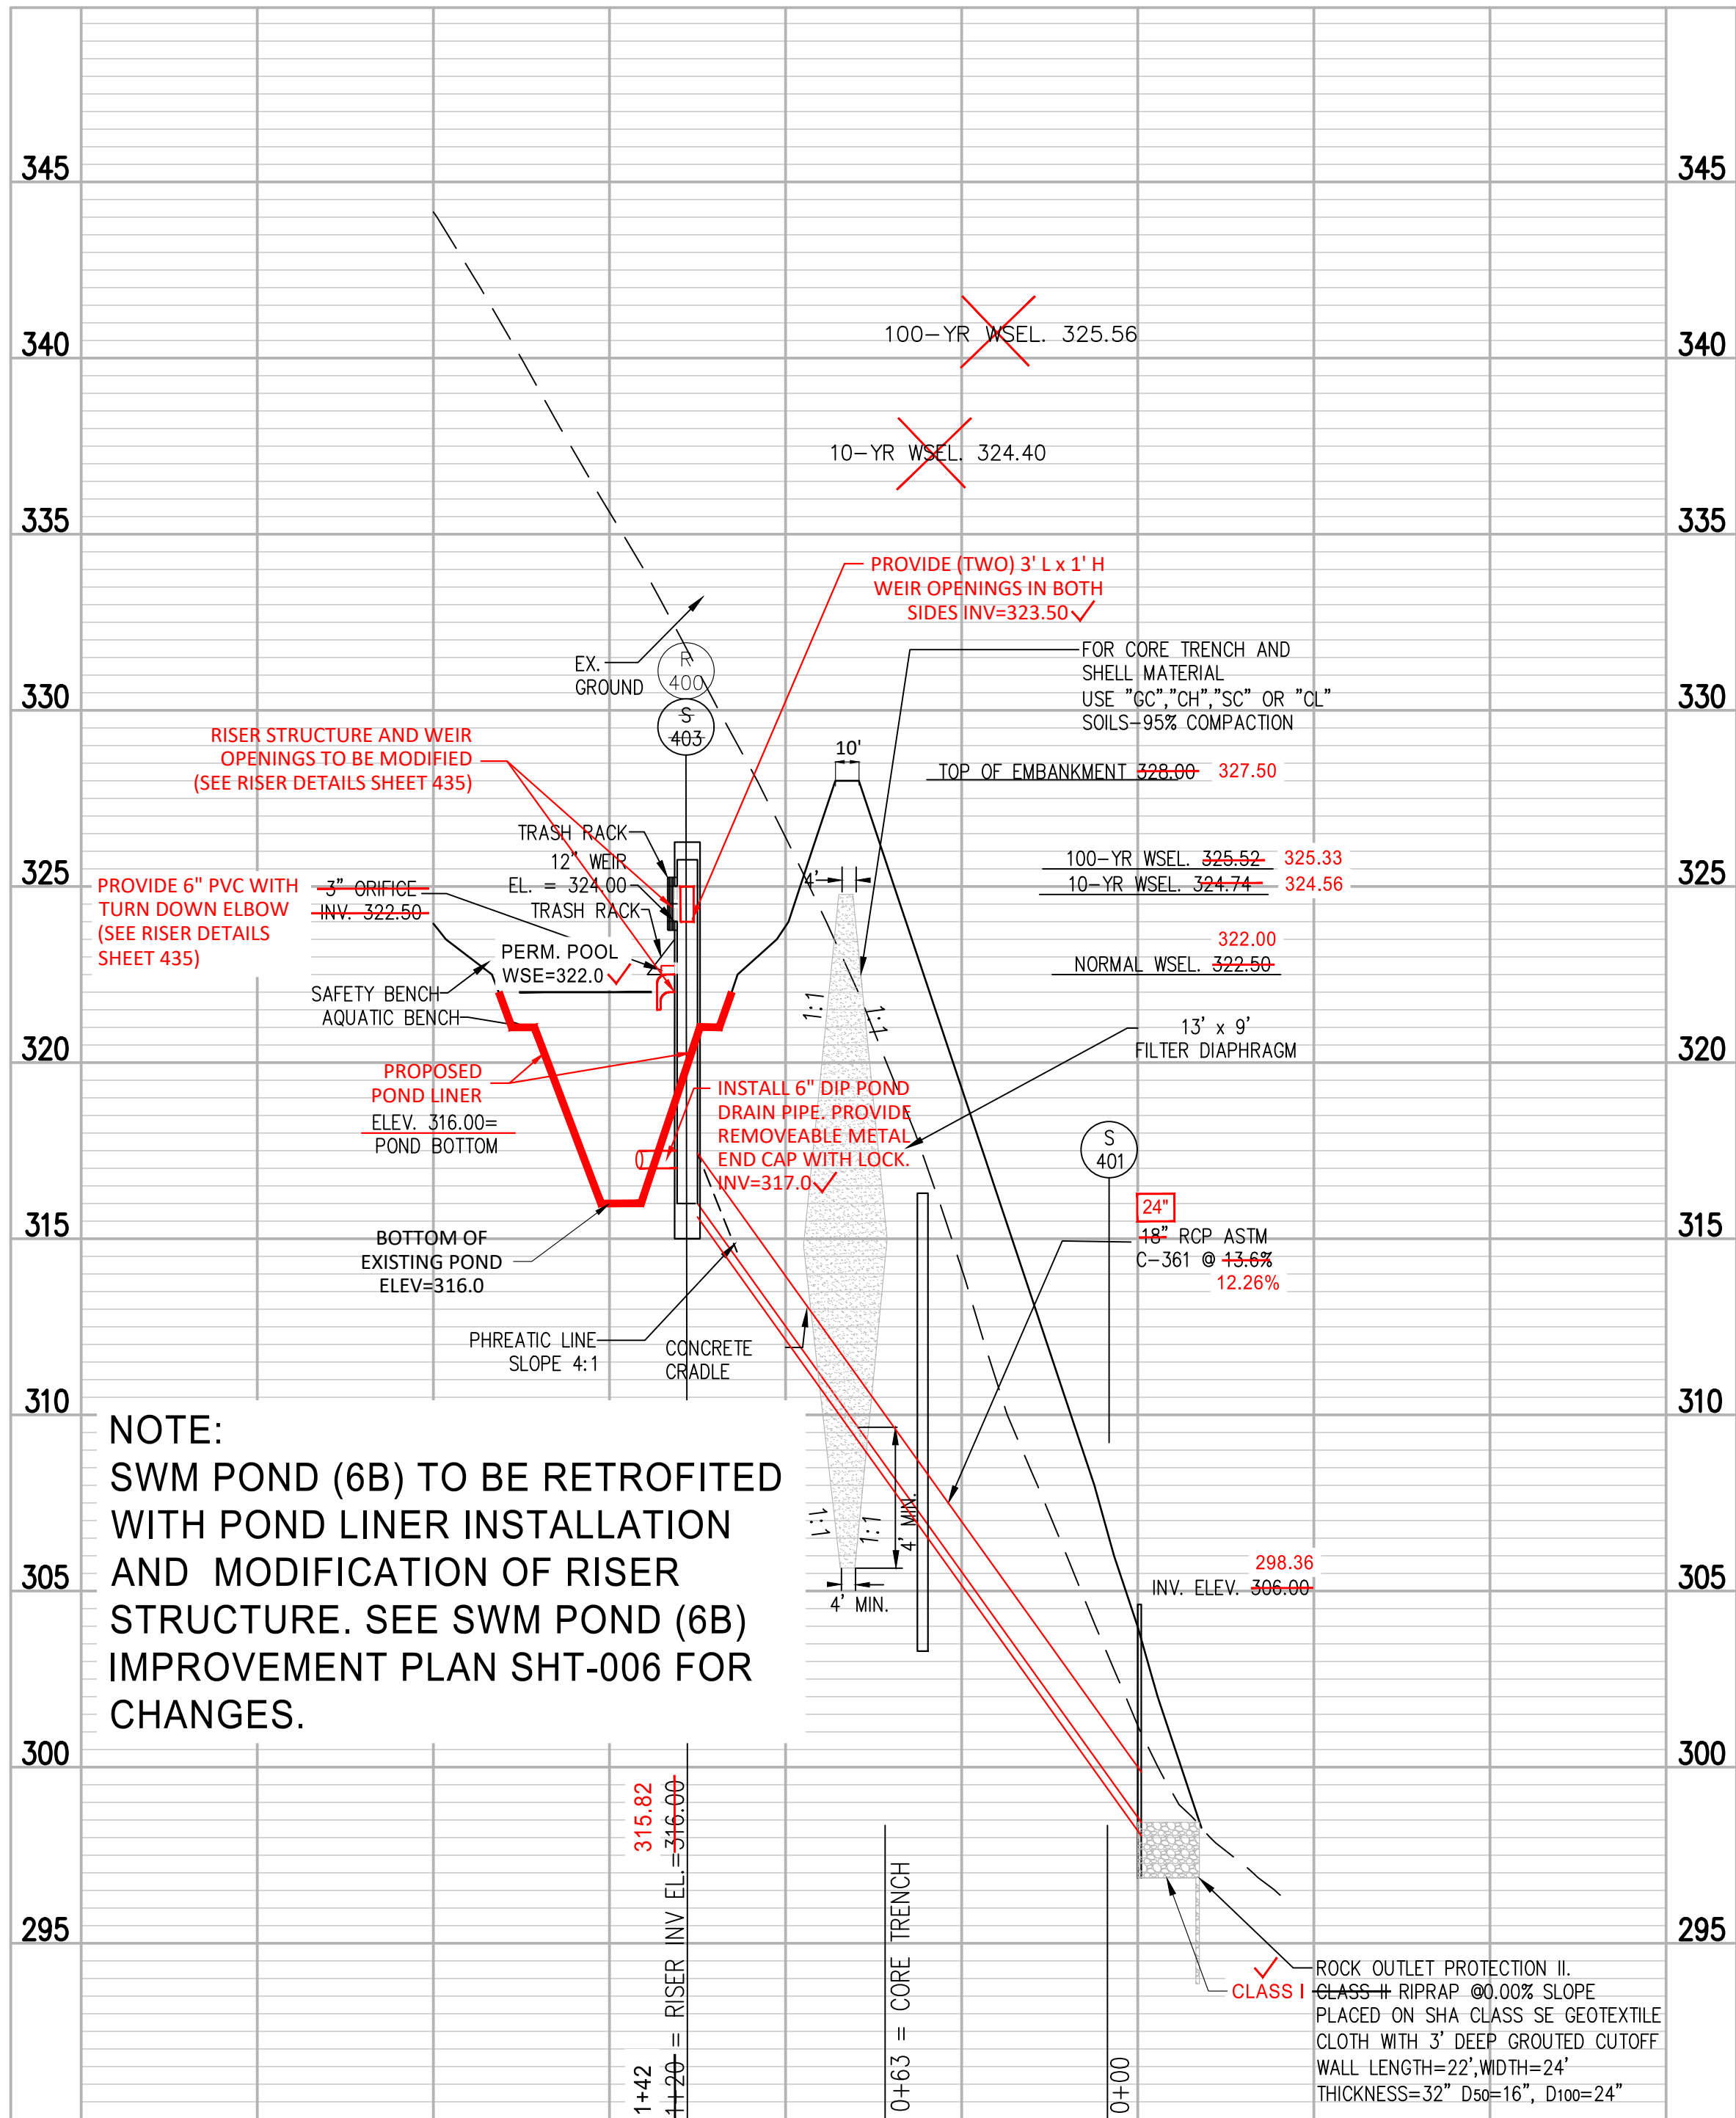 345
345
340
340
335
335
330
330
325
325
320
320
315
315
310
310
305
305
300
300
295
295
100-YR WSEL. 325.56
10-YR WSEL. 324.40
PROVIDE (TWO) 3' L x 1' H
WEIR OPENINGS IN BOTH
SIDES INV=323.50
EX.
GROUND
R
400
S
403
FOR CORE TRENCH AND
SHELL MATERIAL
USE "GC","CH","SC" OR "CL"
SOILS-95% COMPACTION
RISER STRUCTURE AND WEIR
OPENINGS TO BE MODIFIED
(SEE RISER DETAILS SHEET 435)
10'
TOP OF EMBANKMENT 328.00 327.50
TRASH RACK
12" WEIR
EL. = 324.00
TRASH RACK
4'
100-YR WSEL. 325.52 325.33
10-YR WSEL. 324.74 324.56
PROVIDE 6" PVC WITH
TURN DOWN ELBOW
(SEE RISER DETAILS
SHEET 435)
3" ORIFICE
INV. 322.50
PERM. POOL
WSE=322.0
322.00
NORMAL WSEL. 322.50
SAFETY BENCH
AQUATIC BENCH
1:1
1:1
13' x 9'
FILTER DIAPHRAGM
PROPOSED
POND LINER
ELEV. 316.00=
POND BOTTOM
INSTALL 6" DIP POND
DRAIN PIPE. PROVIDE
REMOVEABLE METAL
END CAP WITH LOCK.
INV=317.0
S
401
24"
18" RCP ASTM
C-361 @ 13.6%
12.26%
BOTTOM OF
EXISTING POND
ELEV=316.0
PHREATIC LINE
SLOPE 4:1
CONCRETE
CRADLE
NOTE:
SWM POND (6B) TO BE RETROFITED
WITH POND LINER INSTALLATION
AND MODIFICATION OF RISER
STRUCTURE. SEE SWM POND (6B)
IMPROVEMENT PLAN SHT-006 FOR
CHANGES.
1:1
1:1
4' MIN.
4' MIN.
298.36
INV. ELEV. 306.00
315.82
1+42
1+20 = RISER INV EL.=316.00
0+63 = CORE TRENCH
0+00
ROCK OUTLET PROTECTION II.
CLASS I CLASS II RIPRAP @0.00% SLOPE
PLACED ON SHA CLASS SE GEOTEXTILE
CLOTH WITH 3' DEEP GROUTED CUTOFF
WALL LENGTH=22',WIDTH=24'
THICKNESS=32" D50=16", D100=24"